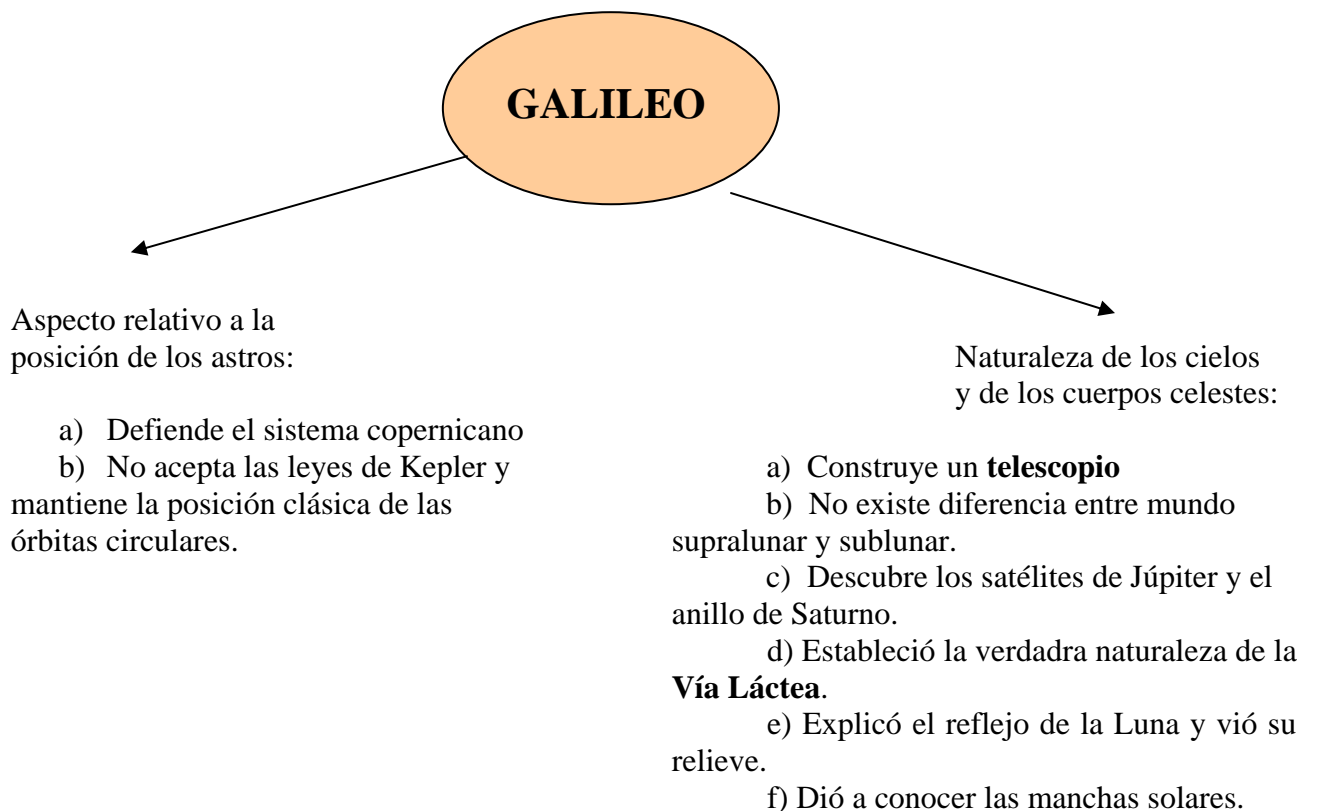 GALILEO
Aspecto relativo a la
posición de los astros:
a) Defiende el sistema copernicano
b) No acepta las leyes de Kepler y
mantiene la posición clásica de las
órbitas circulares.
Naturaleza de los cielos
y de los cuerpos celestes:
a) Construye un telescopio
b) No existe diferencia entre mundo
supralunar y sublunar.
c) Descubre los satélites de Júpiter y el
anillo de Saturno.
d) Estableció la verdadra naturaleza de la
Vía Láctea.
e) Explicó el reflejo de la Luna y vió su
relieve.
f) Dió a conocer las manchas solares.